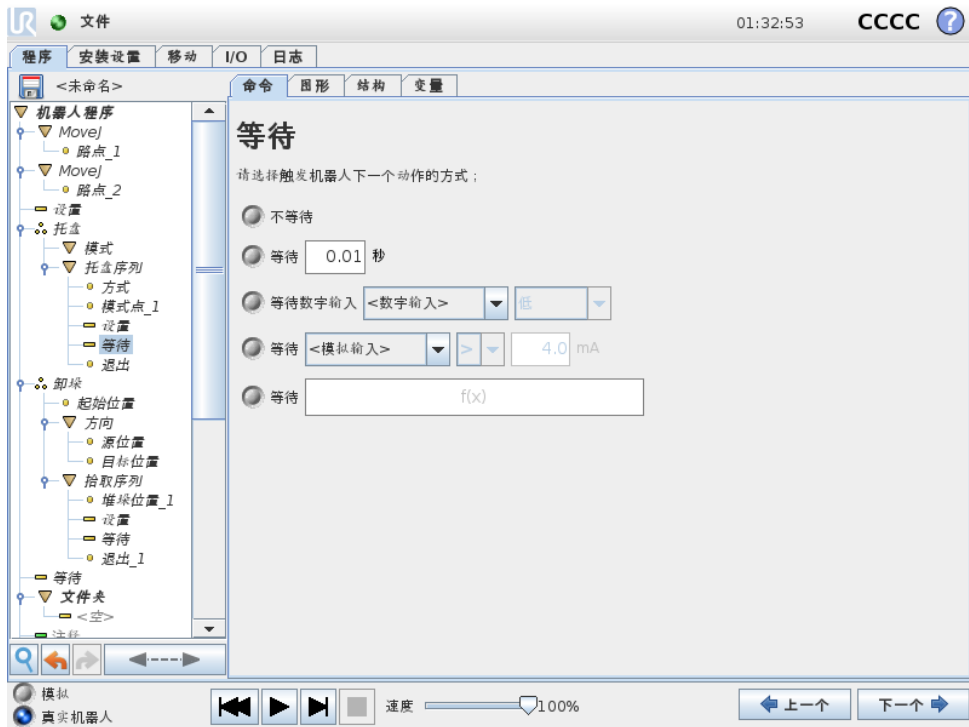 UR 文件 01:32:53 CCCC ?
程序 安装设置 移动 I/O 日志
<未命名> 命令 图形 结构 变量
机器人程序
MoveJ
路点_1
MoveJ
路点_2
设置
托盘
模式
托盘序列
方式
模式点_1
设置
等待
退出
卸垛
起始位置
方向
源位置
目标位置
拾取序列
堆垛位置_1
设置
等待
退出_1
等待
文件夹
<空>
注释
等待
请选择触发机器人下一个动作的方式：
不等待
等待 0.01 秒
等待数字输入 <数字输入> 低
等待 <模拟输入> > 4.0 mA
等待 f(x)
模拟
真实机器人
速度 100% 上一个 下一个